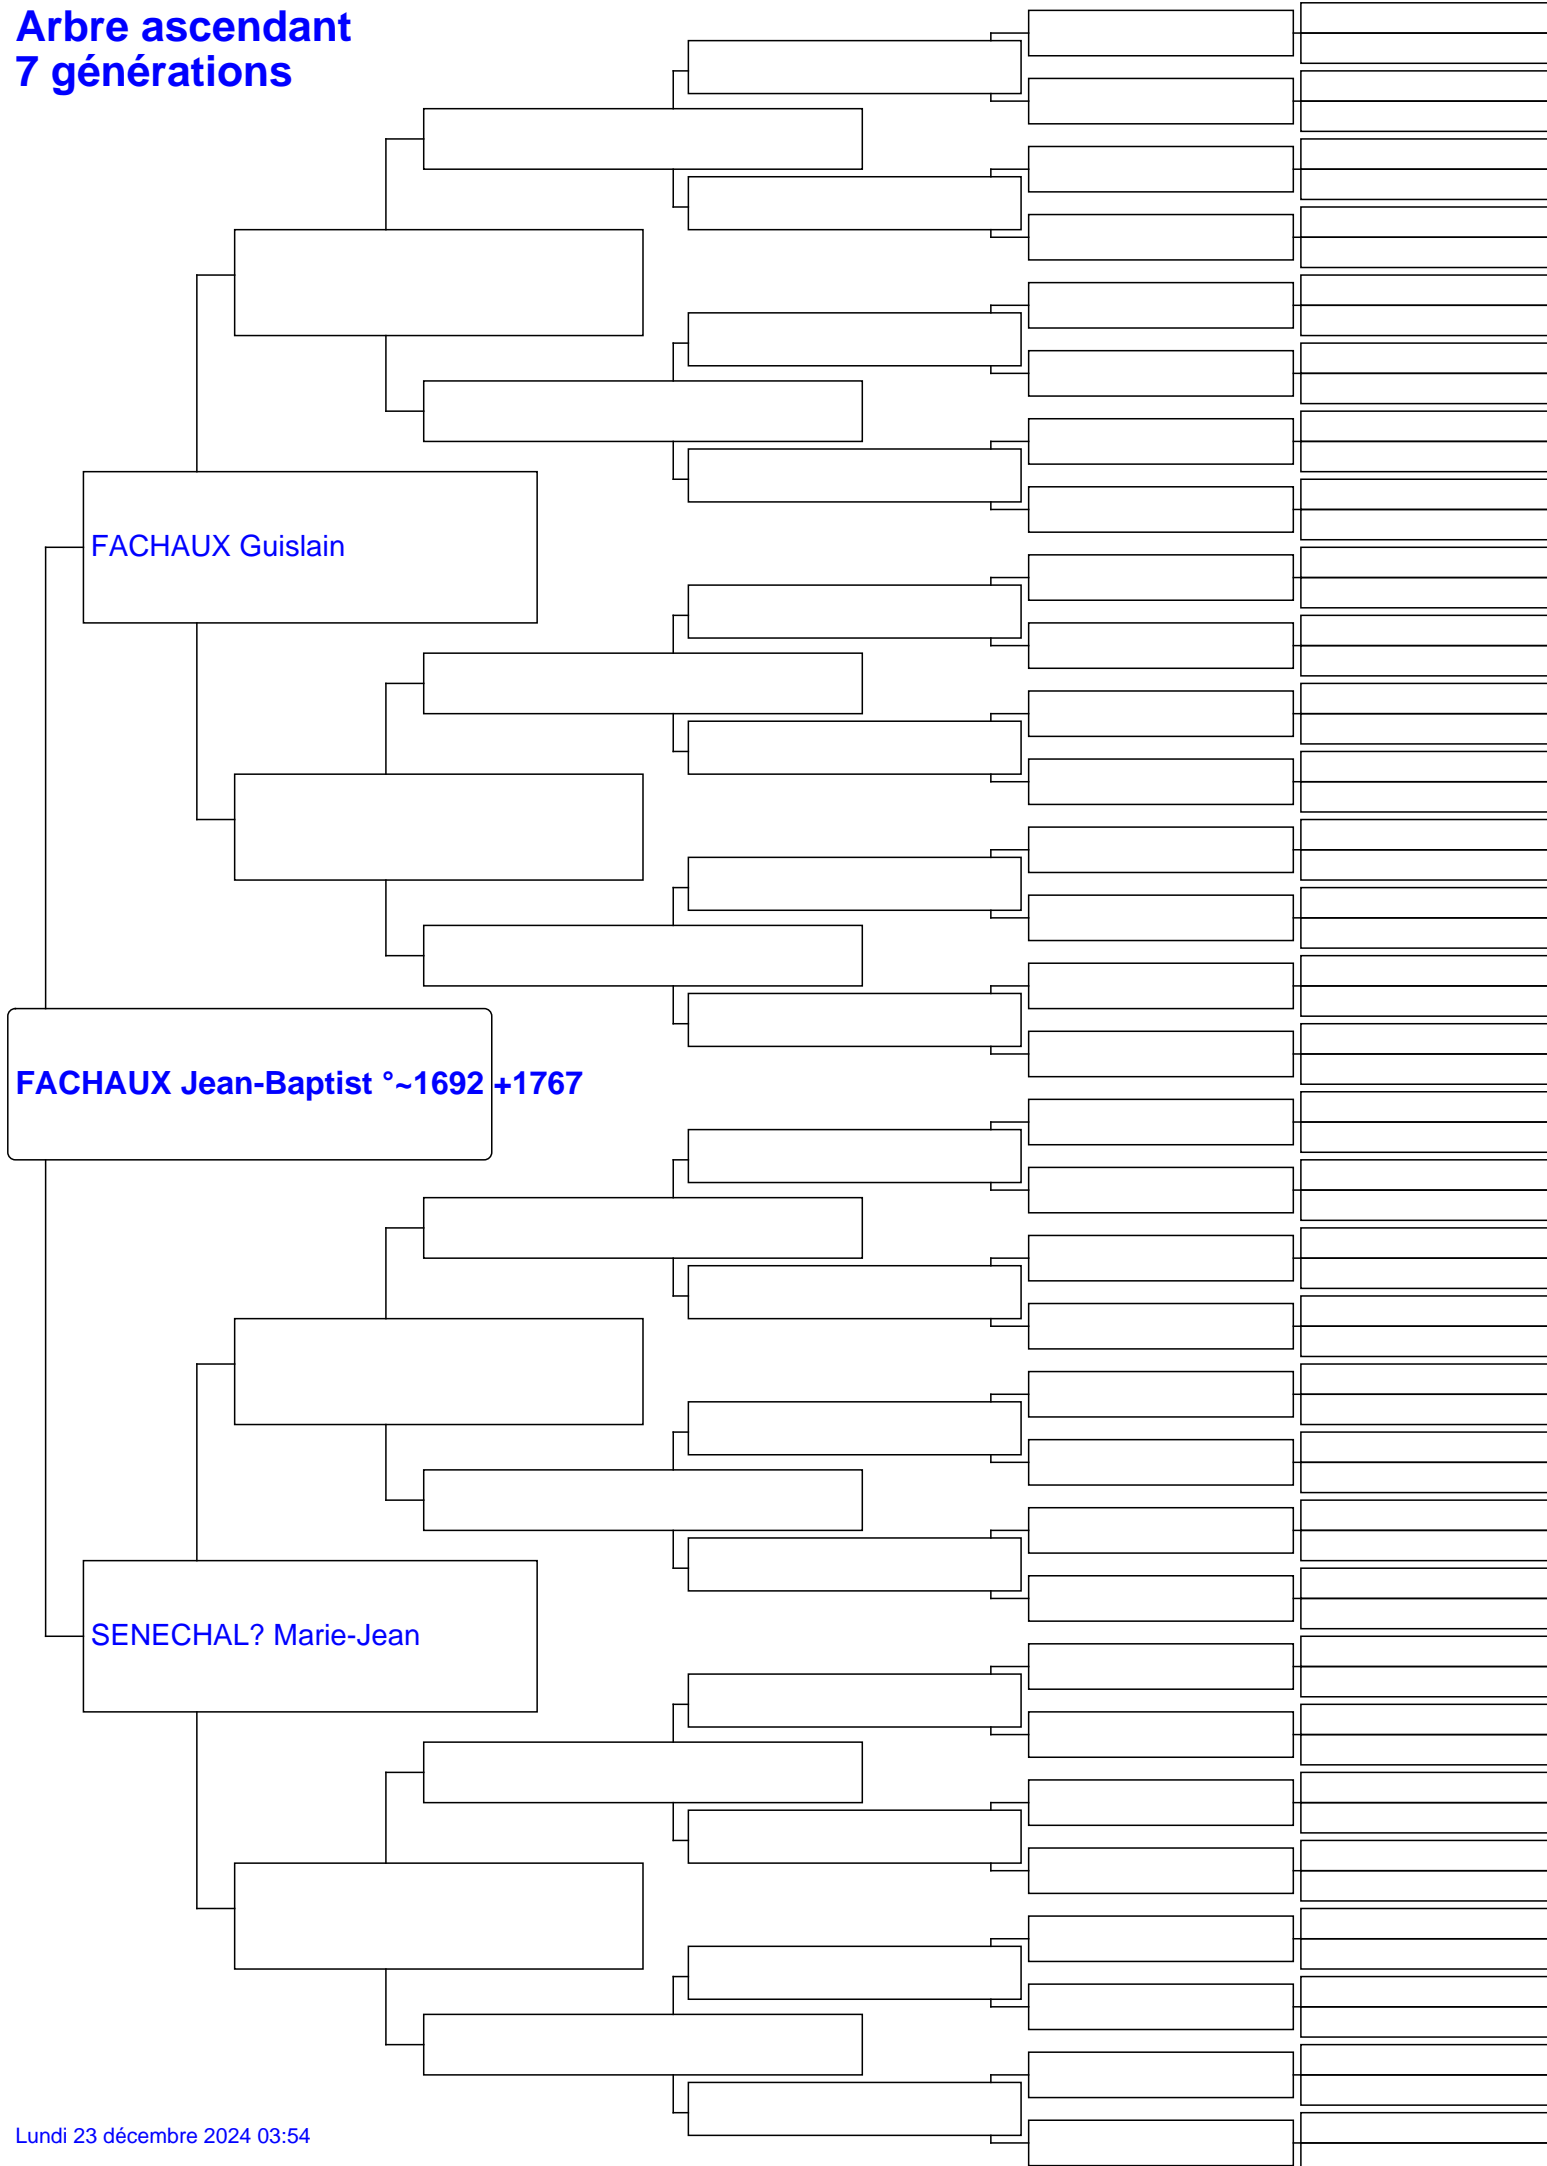 Arbre ascendant
7 générations
FACHAUX Guislain
FACHAUX Jean-Baptist °~1692 +1767
SENECHAL? Marie-Jean
Lundi 23 décembre 2024 03:54